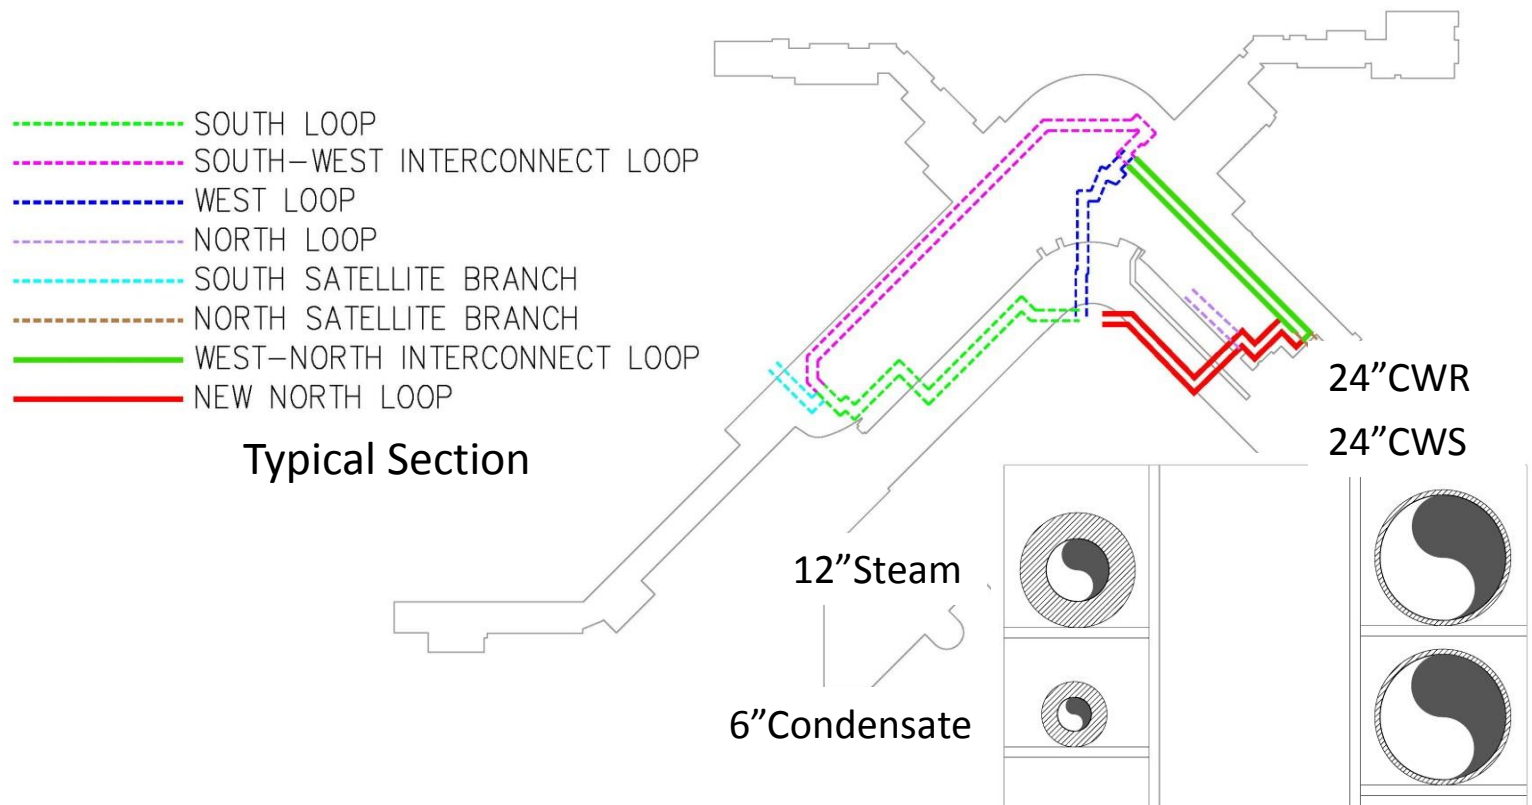 SOUTH LOOP
SOUTH-WEST INTERCONNECT LOOP
WEST LOOP
NORTH LOOP
SOUTH SATELLITE BRANCH
NORTH SATELLITE BRANCH
WEST-NORTH INTERCONNECT LOOP
NEW NORTH LOOP
Typical Section
24”CWR
24”CWS
12”Steam
6”Condensate